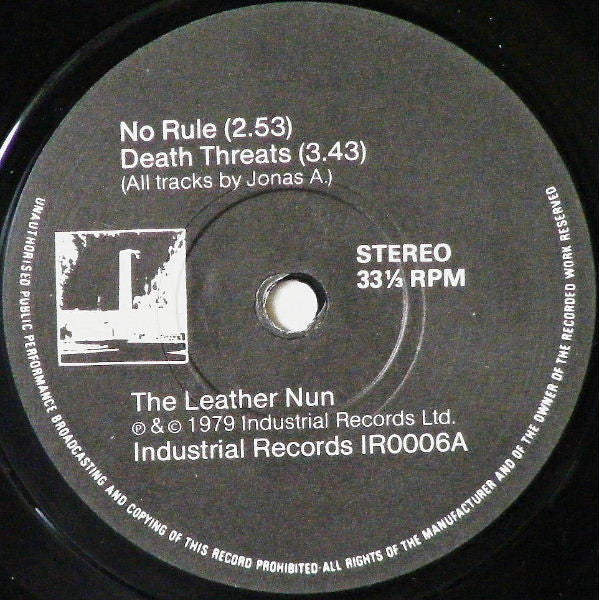 No Rule (2.53)
Death Threats (3.43)
(All tracks by Jonas A.)
STEREO
33⅓ RPM
The Leather Nun
℗ & © 1979 Industrial Records Ltd.
Industrial Records IR0006A
UNAUTHORISED PUBLIC PERFORMANCE BROADCASTING AND COPYING OF THIS RECORD PROHIBITED·ALL RIGHTS OF THE MANUFACTURER AND OF THE OWNER OF THE RECORDED WORK RESERVED